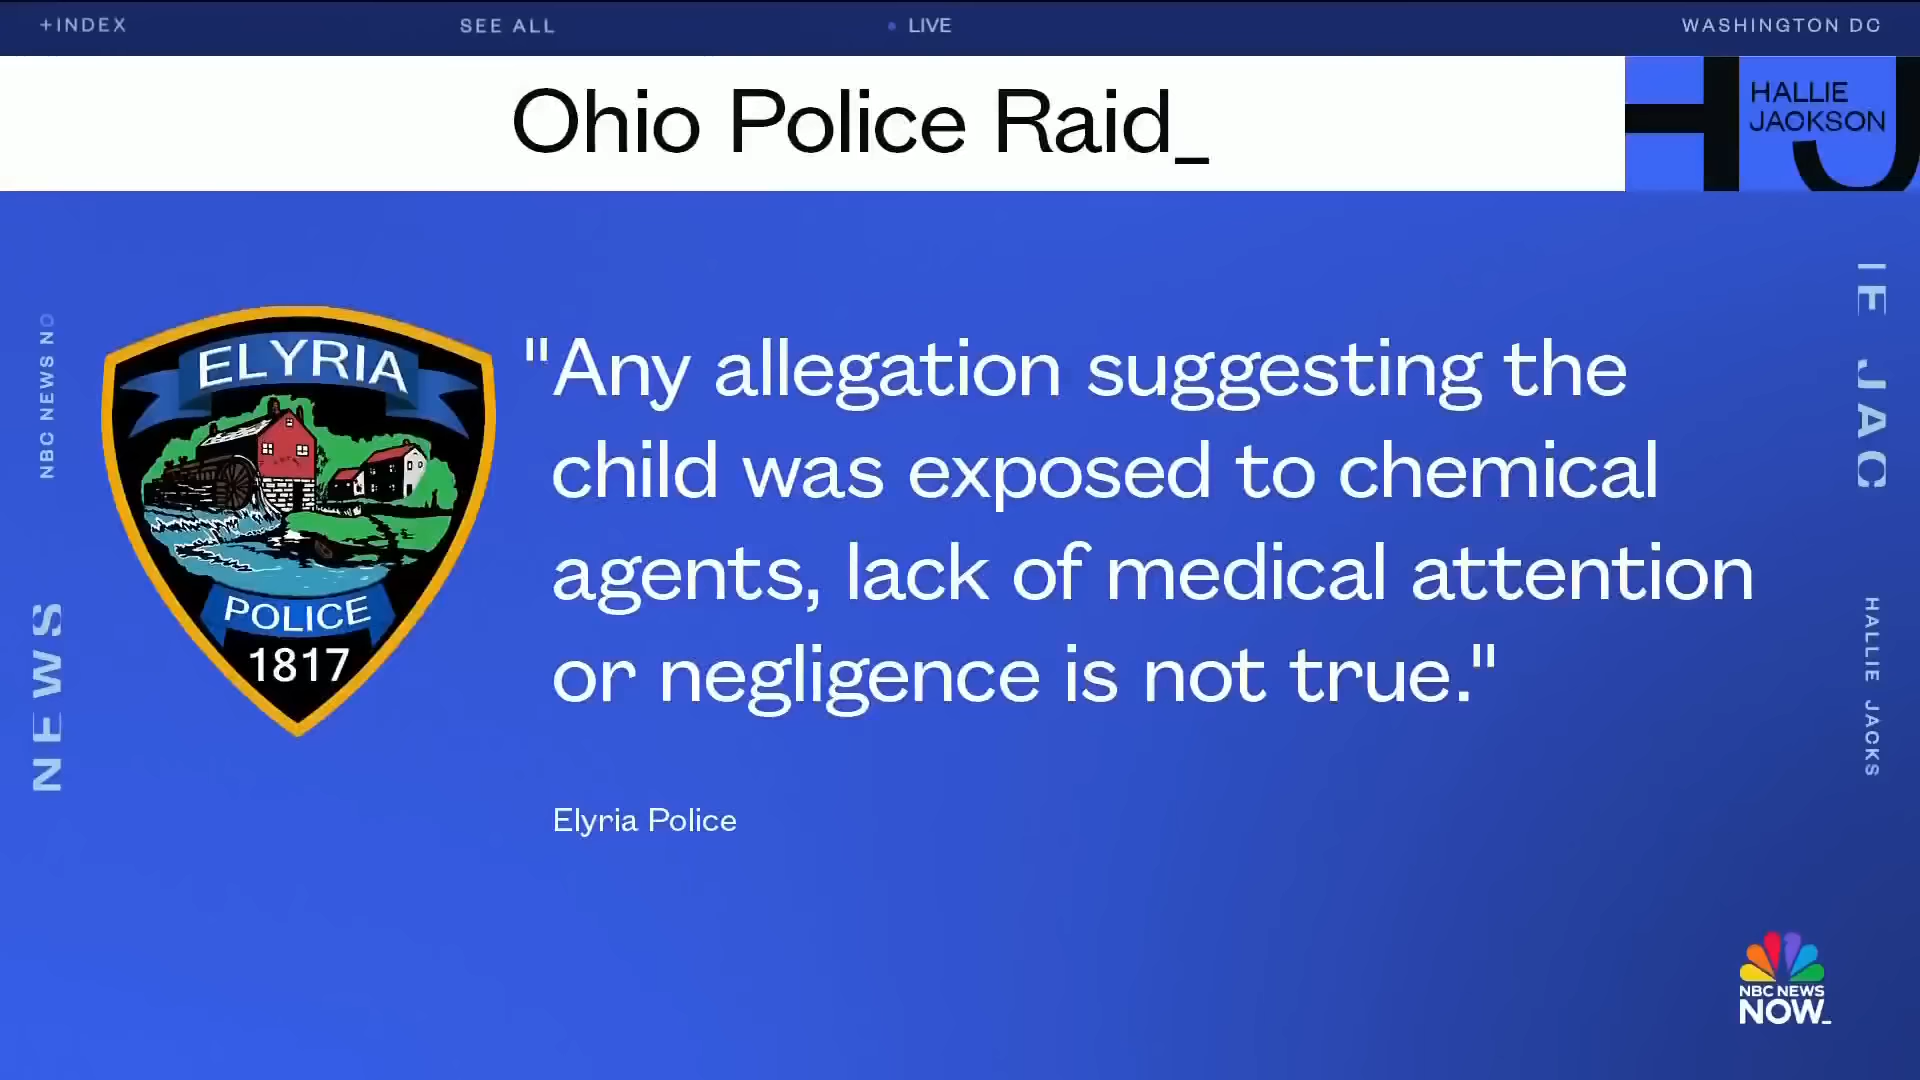 +INDEX
SEE ALL
LIVE
WASHINGTON DC
Ohio Police Raid_
HALLIE
JACKSON
HJ
NBC NEWS NO
NEWS
ELYRIA
POLICE
1817
"Any allegation suggesting the
child was exposed to chemical
agents, lack of medical attention
or negligence is not true."
Elyria Police
IE JAC
HALLIE JACKS
NBC NEWS
NOW_